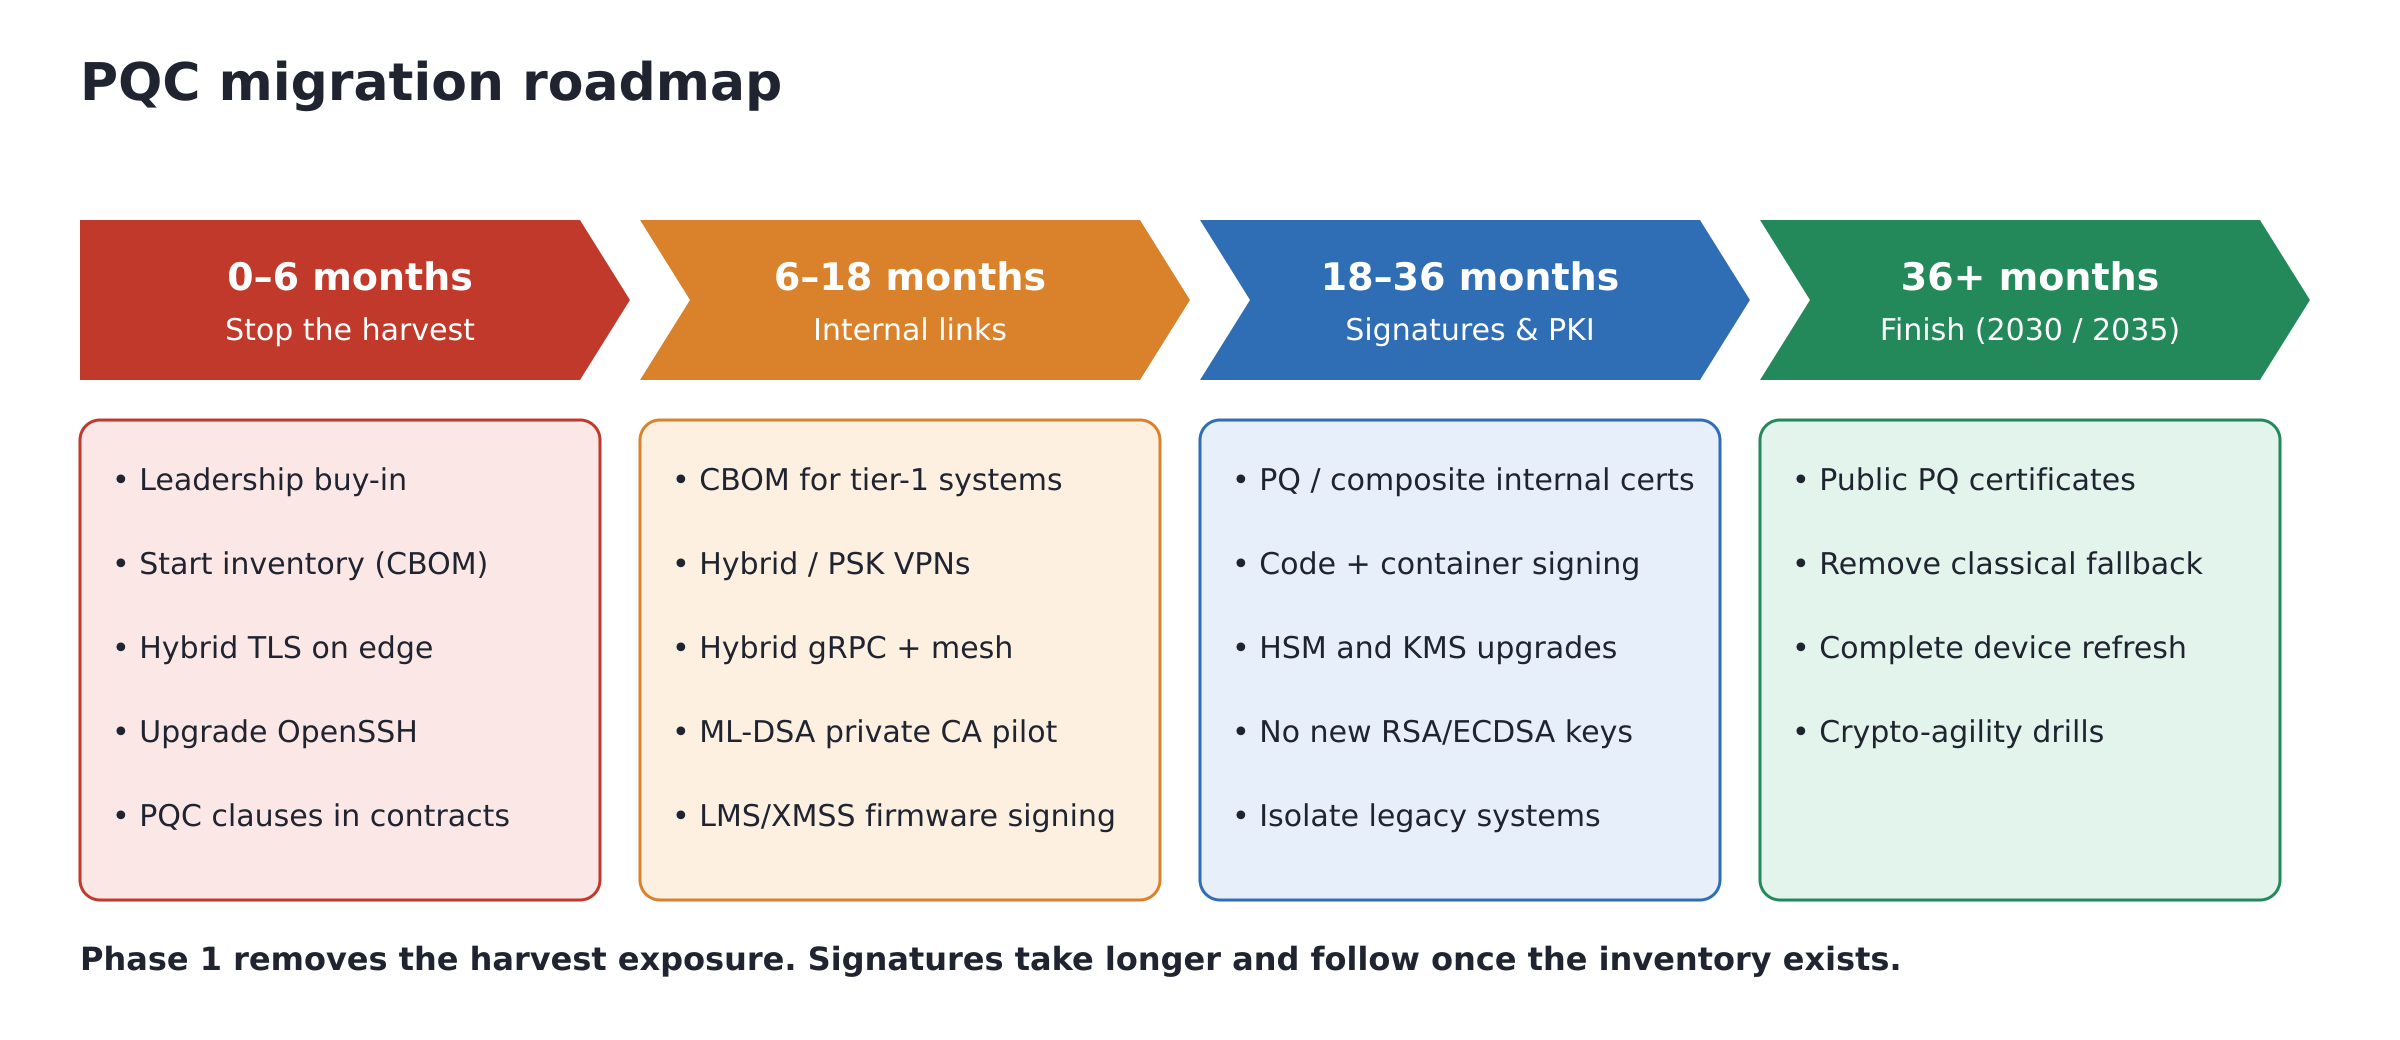 PQC migration roadmap
0–6 months
Stop the harvest
• Leadership buy-in
• Start inventory (CBOM)
• Hybrid TLS on edge
• Upgrade OpenSSH
• PQC clauses in contracts
6–18 months
Internal links
• CBOM for tier-1 systems
• Hybrid / PSK VPNs
• Hybrid gRPC + mesh
• ML-DSA private CA pilot
• LMS/XMSS firmware signing
18–36 months
Signatures & PKI
• PQ / composite internal certs
• Code + container signing
• HSM and KMS upgrades
• No new RSA/ECDSA keys
• Isolate legacy systems
36+ months
Finish (2030 / 2035)
• Public PQ certificates
• Remove classical fallback
• Complete device refresh
• Crypto-agility drills
Phase 1 removes the harvest exposure. Signatures take longer and follow once the inventory exists.